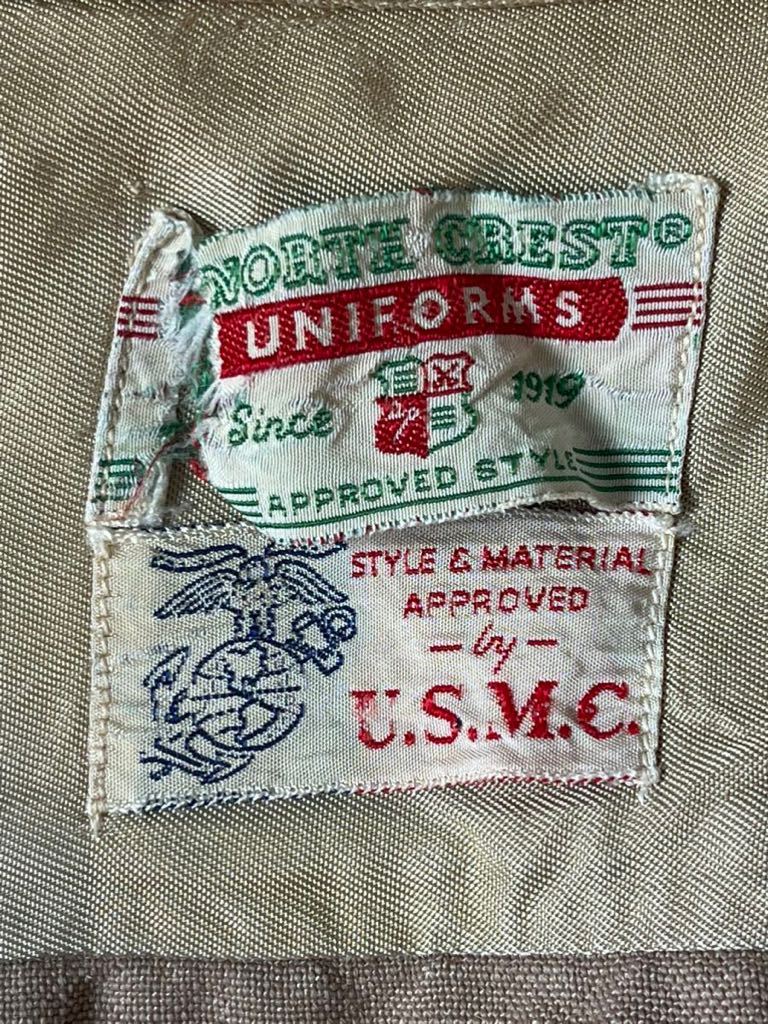 NORTH CREST®
UNIFORMS
Since 1919
APPROVED STYLE
STYLE & MATERIAL
APPROVED
- by -
U.S.M.C.